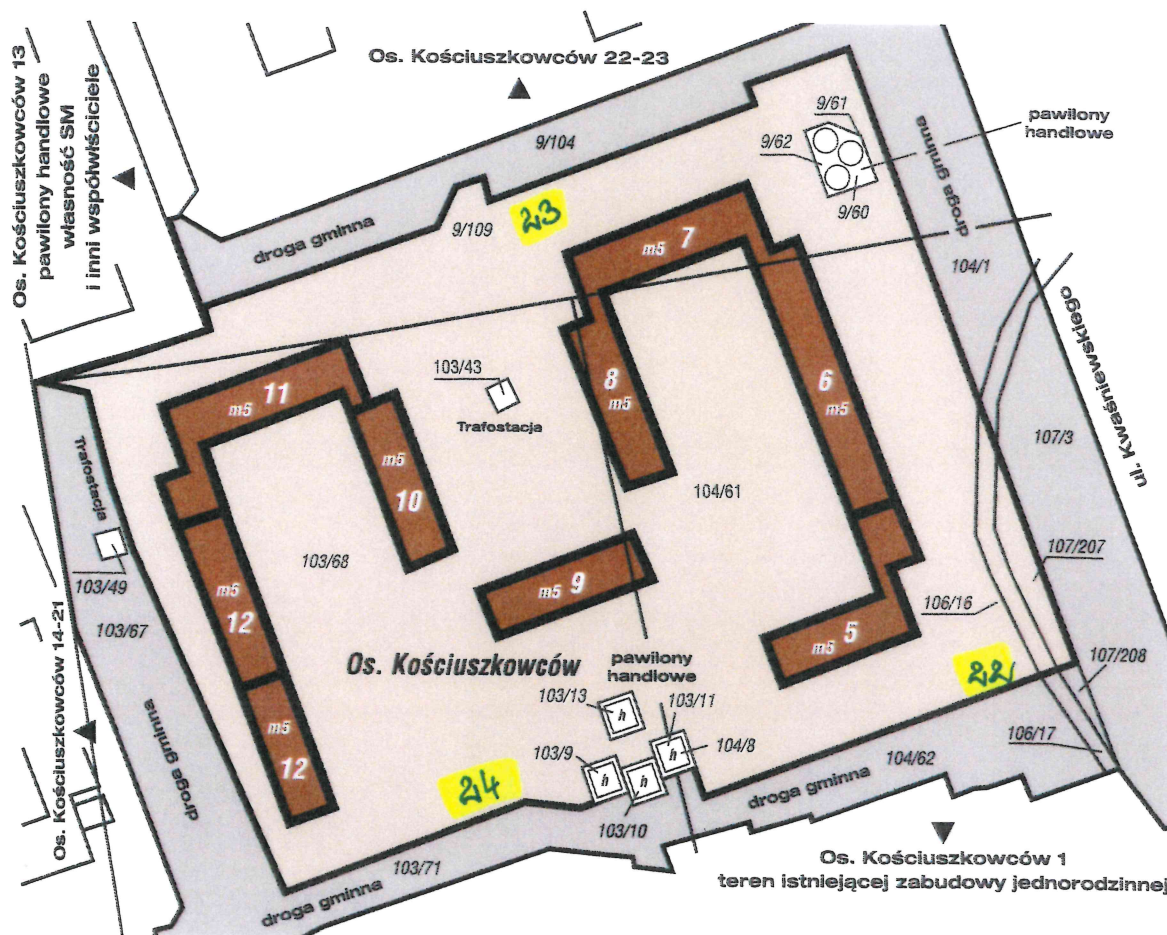 Os. Kościuszkowców 13
pawilony handlowe
własność SM
i inni współwściciele
Os. Kościuszkowców 22-23
9/104
9/61
9/62
pawilony
handlowe
9/60
droga gminna
9/109
23
droga gminna
104/1
m5 7
ul. Kwaśniewskiego
103/43
Trafostacja
m5 11
8
m5
6
m5
107/3
Trafostacja
m5
10
104/61
103/68
103/49
103/67
m5
12
m5 9
107/207
106/16
m5 5
Os. Kościuszkowców 14-21
Os. Kościuszkowców
pawilony
handlowe
22
107/208
103/13
h
103/11
104/8
h
m5
12
103/9
h
h
103/10
106/17
104/62
droga gminna
24
droga gminna
103/71
droga gminna
Os. Kościuszkowców 1
teren istniejącej zabudowy jednorodzinnej